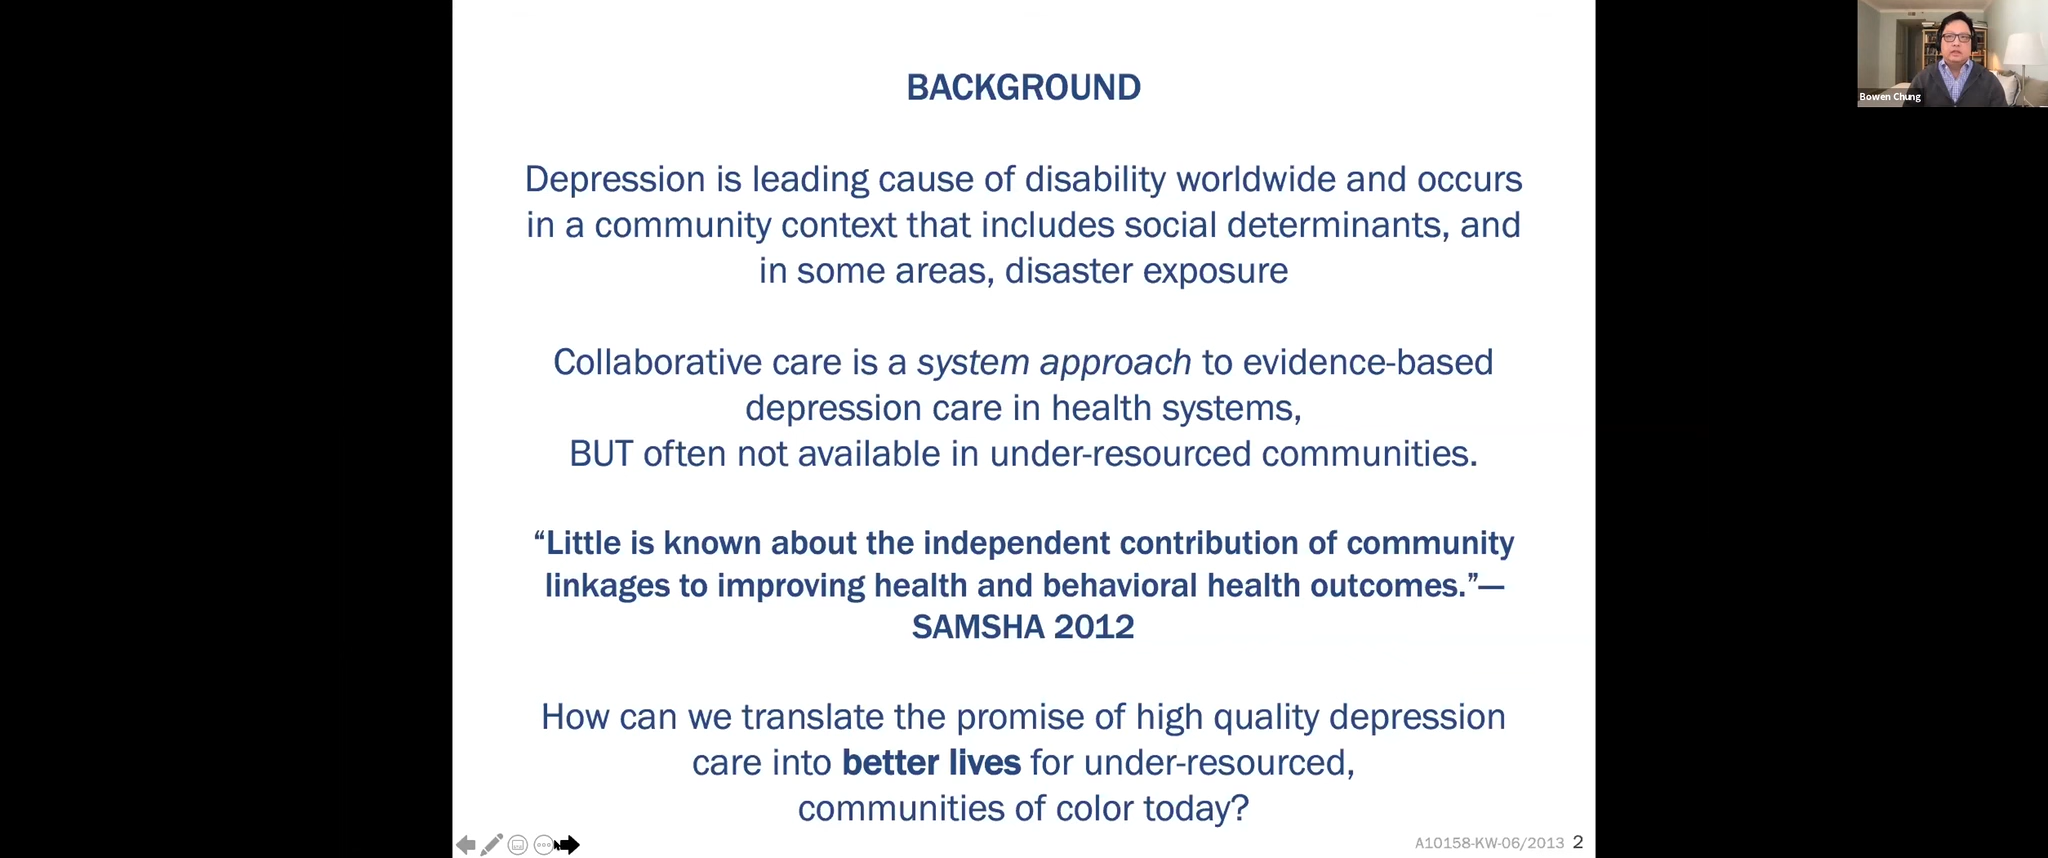 BACKGROUND
Depression is leading cause of disability worldwide and occurs
in a community context that includes social determinants, and
in some areas, disaster exposure
Collaborative care is a system approach to evidence-based
depression care in health systems,
BUT often not available in under-resourced communities.
“Little is known about the independent contribution of community
linkages to improving health and behavioral health outcomes.”—
SAMSHA 2012
How can we translate the promise of high quality depression
care into better lives for under-resourced,
communities of color today?
A10158-KW-06/2013 2
Bowen Chung